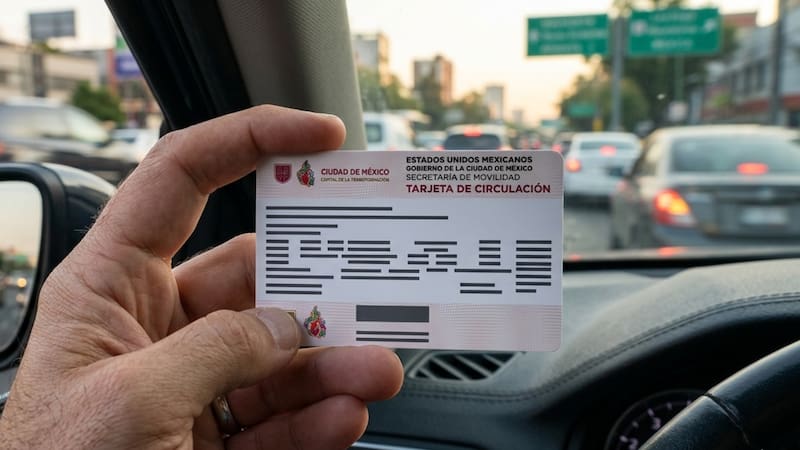 CIUDAD DE MÉXICO
CAPITAL DE LA TRANSFORMACIÓN
ESTADOS UNIDOS MEXICANOS
GOBIERNO DE LA CIUDAD DE MÉXICO
SECRETARÍA DE MOVILIDAD
TARJETA DE CIRCULACIÓN